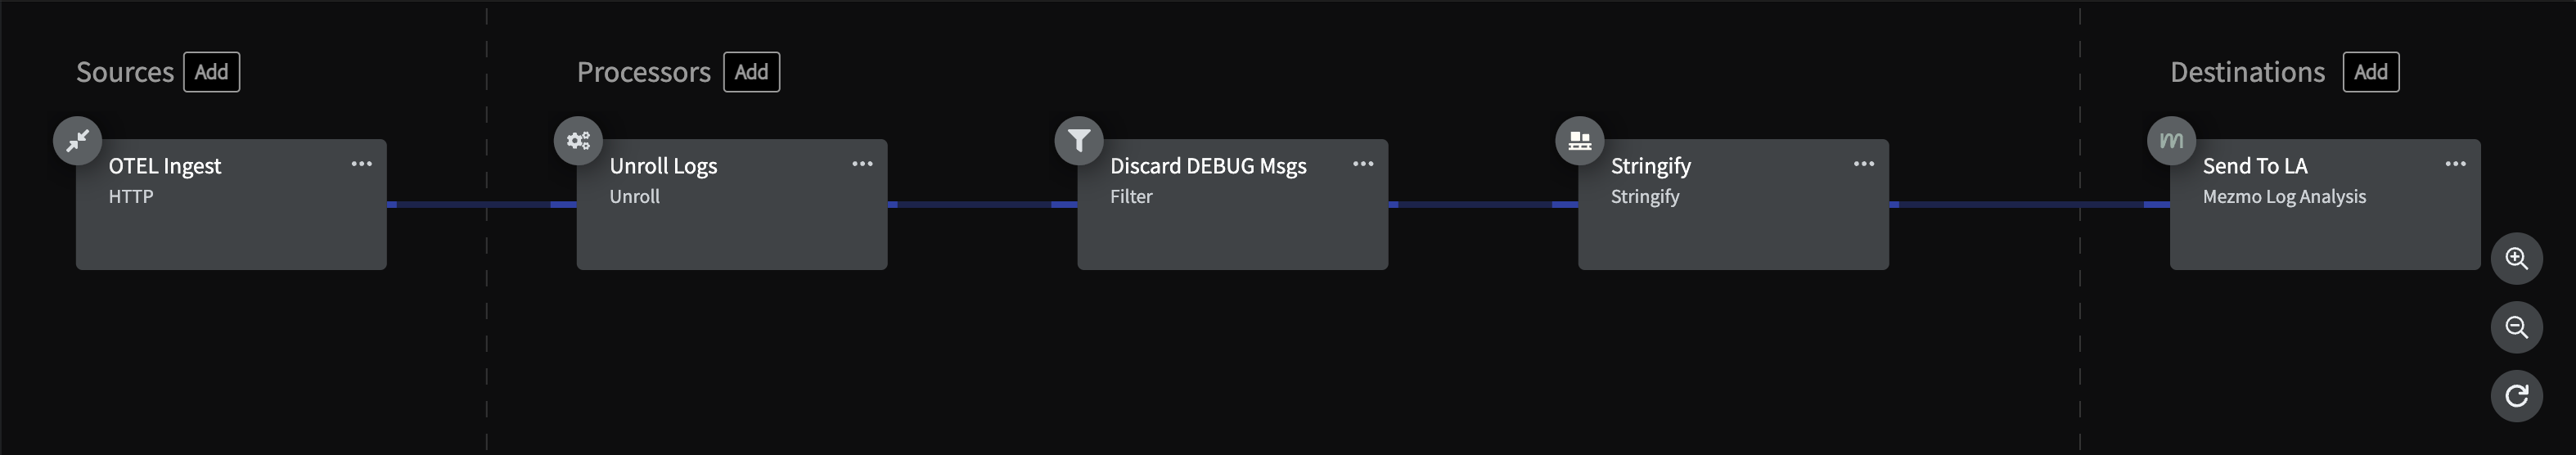 Sources Add
Processors Add
Destinations Add
OTEL Ingest
HTTP
Unroll Logs
Unroll
Discard DEBUG Msgs
Filter
Stringify
Stringify
m
Send To LA
Mezmo Log Analysis